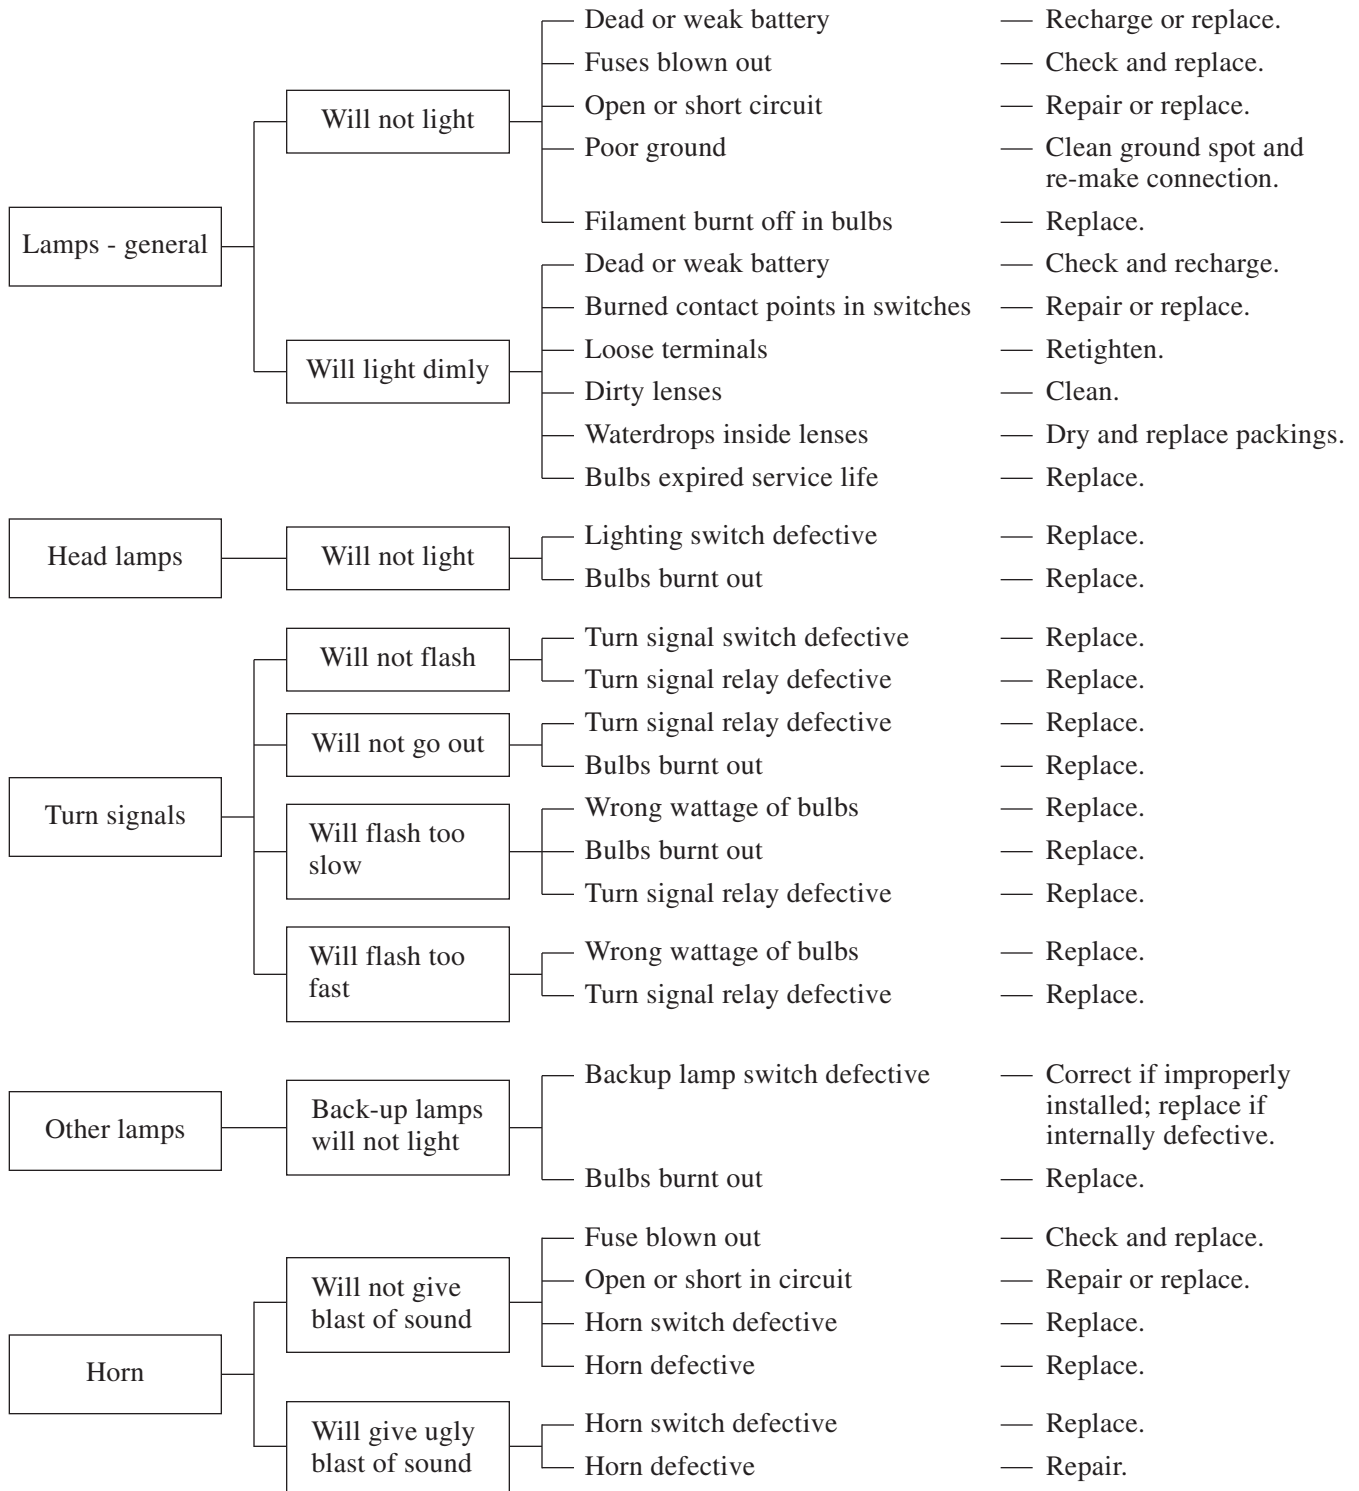 Lamps - general
Will not light
Dead or weak battery — Recharge or replace.
Fuses blown out — Check and replace.
Open or short circuit — Repair or replace.
Poor ground — Clean ground spot and
re-make connection.
Filament burnt off in bulbs — Replace.
Will light dimly
Dead or weak battery — Check and recharge.
Burned contact points in switches — Repair or replace.
Loose terminals — Retighten.
Dirty lenses — Clean.
Waterdrops inside lenses — Dry and replace packings.
Bulbs expired service life — Replace.
Head lamps
Will not light
Lighting switch defective — Replace.
Bulbs burnt out — Replace.
Turn signals
Will not flash
Turn signal switch defective — Replace.
Turn signal relay defective — Replace.
Will not go out
Turn signal relay defective — Replace.
Bulbs burnt out — Replace.
Will flash too
slow
Wrong wattage of bulbs — Replace.
Bulbs burnt out — Replace.
Turn signal relay defective — Replace.
Will flash too
fast
Wrong wattage of bulbs — Replace.
Turn signal relay defective — Replace.
Other lamps
Back-up lamps
will not light
Backup lamp switch defective — Correct if improperly
installed; replace if
internally defective.
Bulbs burnt out — Replace.
Horn
Will not give
blast of sound
Fuse blown out — Check and replace.
Open or short in circuit — Repair or replace.
Horn switch defective — Replace.
Horn defective — Replace.
Will give ugly
blast of sound
Horn switch defective — Replace.
Horn defective — Repair.